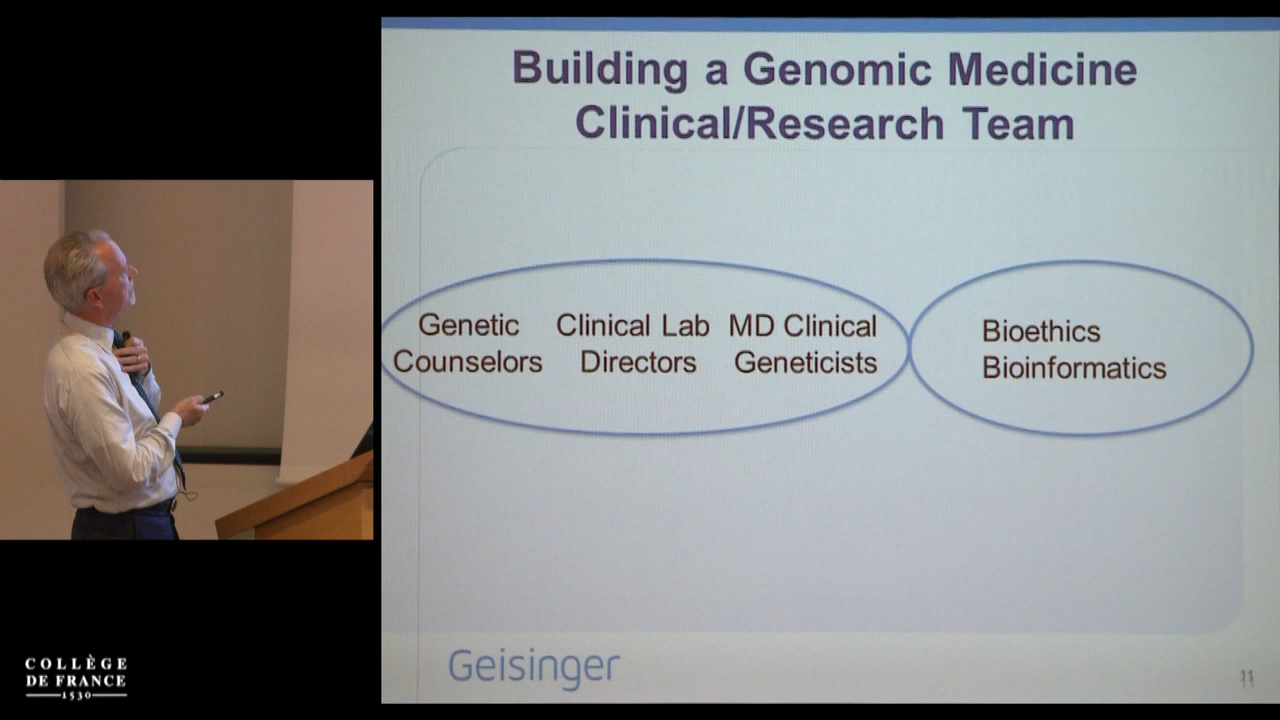 Building a Genomic Medicine
Clinical/Research Team
Genetic
Counselors
Clinical Lab
Directors
MD Clinical
Geneticists
Bioethics
Bioinformatics
Geisinger
11
COLLÈGE
DE FRANCE
1530